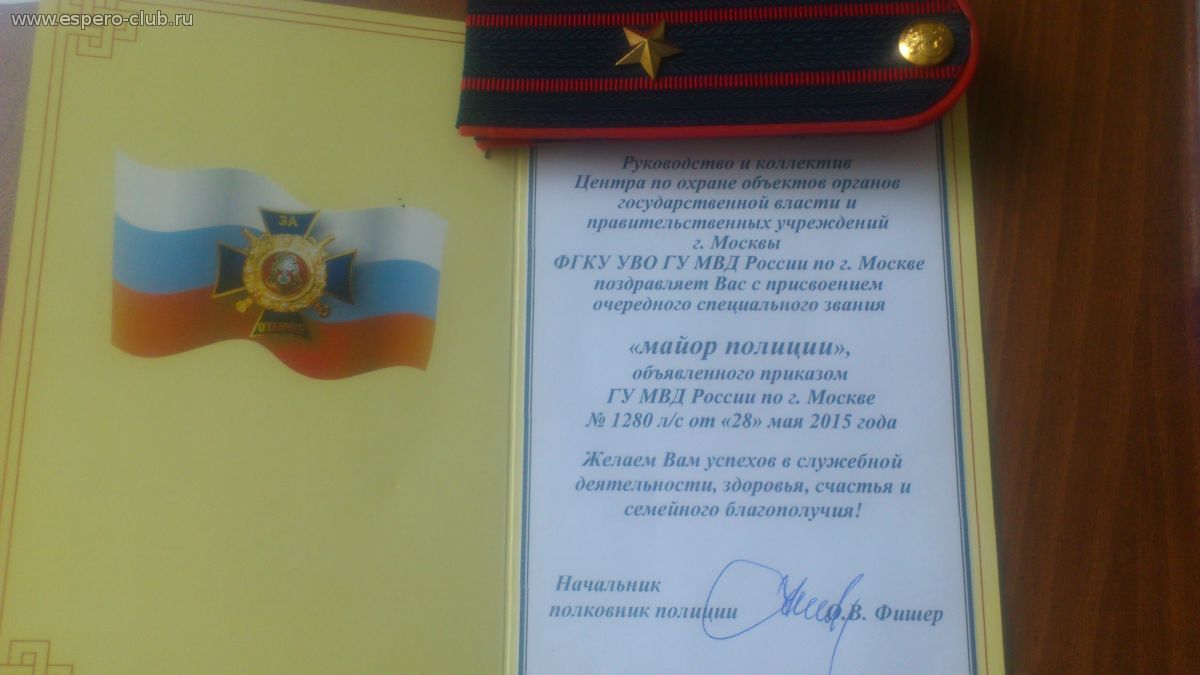 www.espero-club.ru
ЗА
Руководство и коллектив
Центра по охране объектов органов
государственной власти и
правительственных учреждений
г. Москвы
ФГКУ УВО ГУ МВД России по г. Москве
поздравляет Вас с присвоением
очередного специального звания
«майор полиции»,
объявленного приказом
ГУ МВД России по г. Москве
№ 1280 л/с от «28» мая 2015 года
Желаем Вам успехов в служебной
деятельности, здоровья, счастья и
семейного благополучия!
Начальник
полковник полиции О.В. Фишер